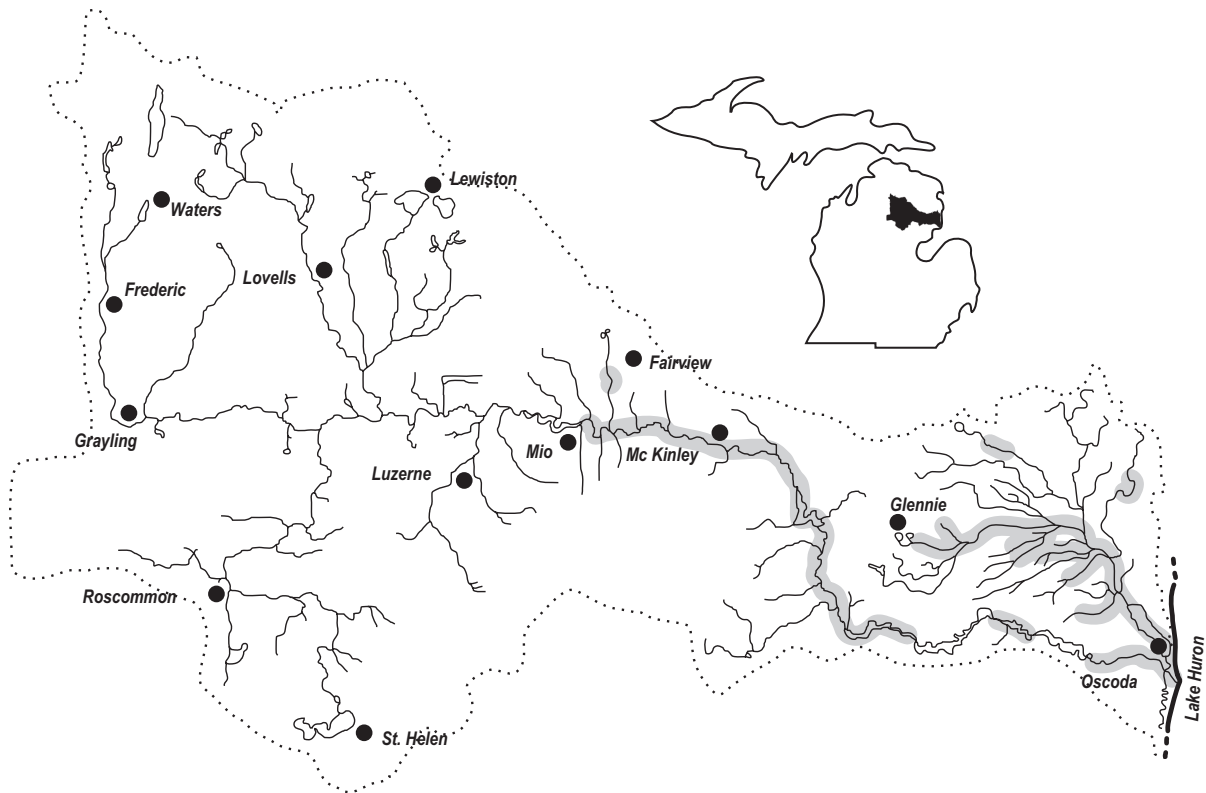 Lewiston
Waters
Lovells
Frederic
Fairview
Grayling
Mio
Mc Kinley
Luzerne
Glennie
Roscommon
Oscoda
Lake Huron
St. Helen